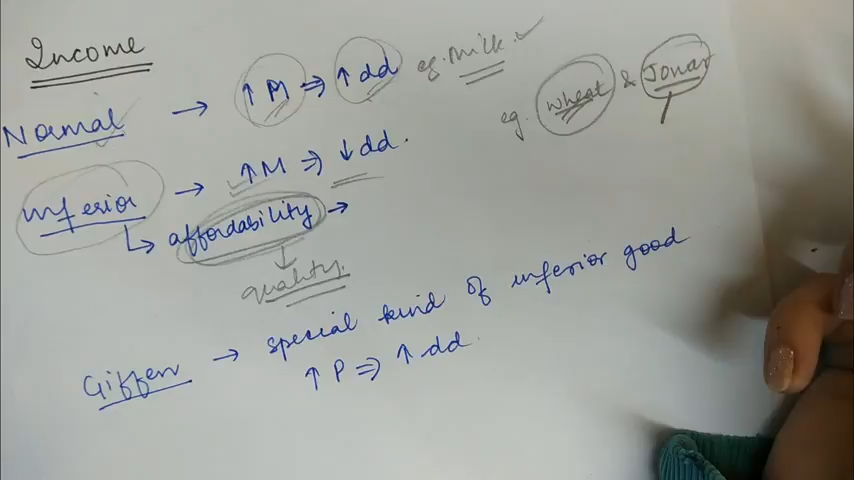 Income
Normal → ↑ M ⇒ ↑ dd eg. Milk ✓
eg. Wheat & Jowar
Inferior → ↑ M ⇒ ↓ dd.
↳ affordability →
↓
quality.
Giffen → special kind of inferior good
↑ P ⇒ ↑ dd.